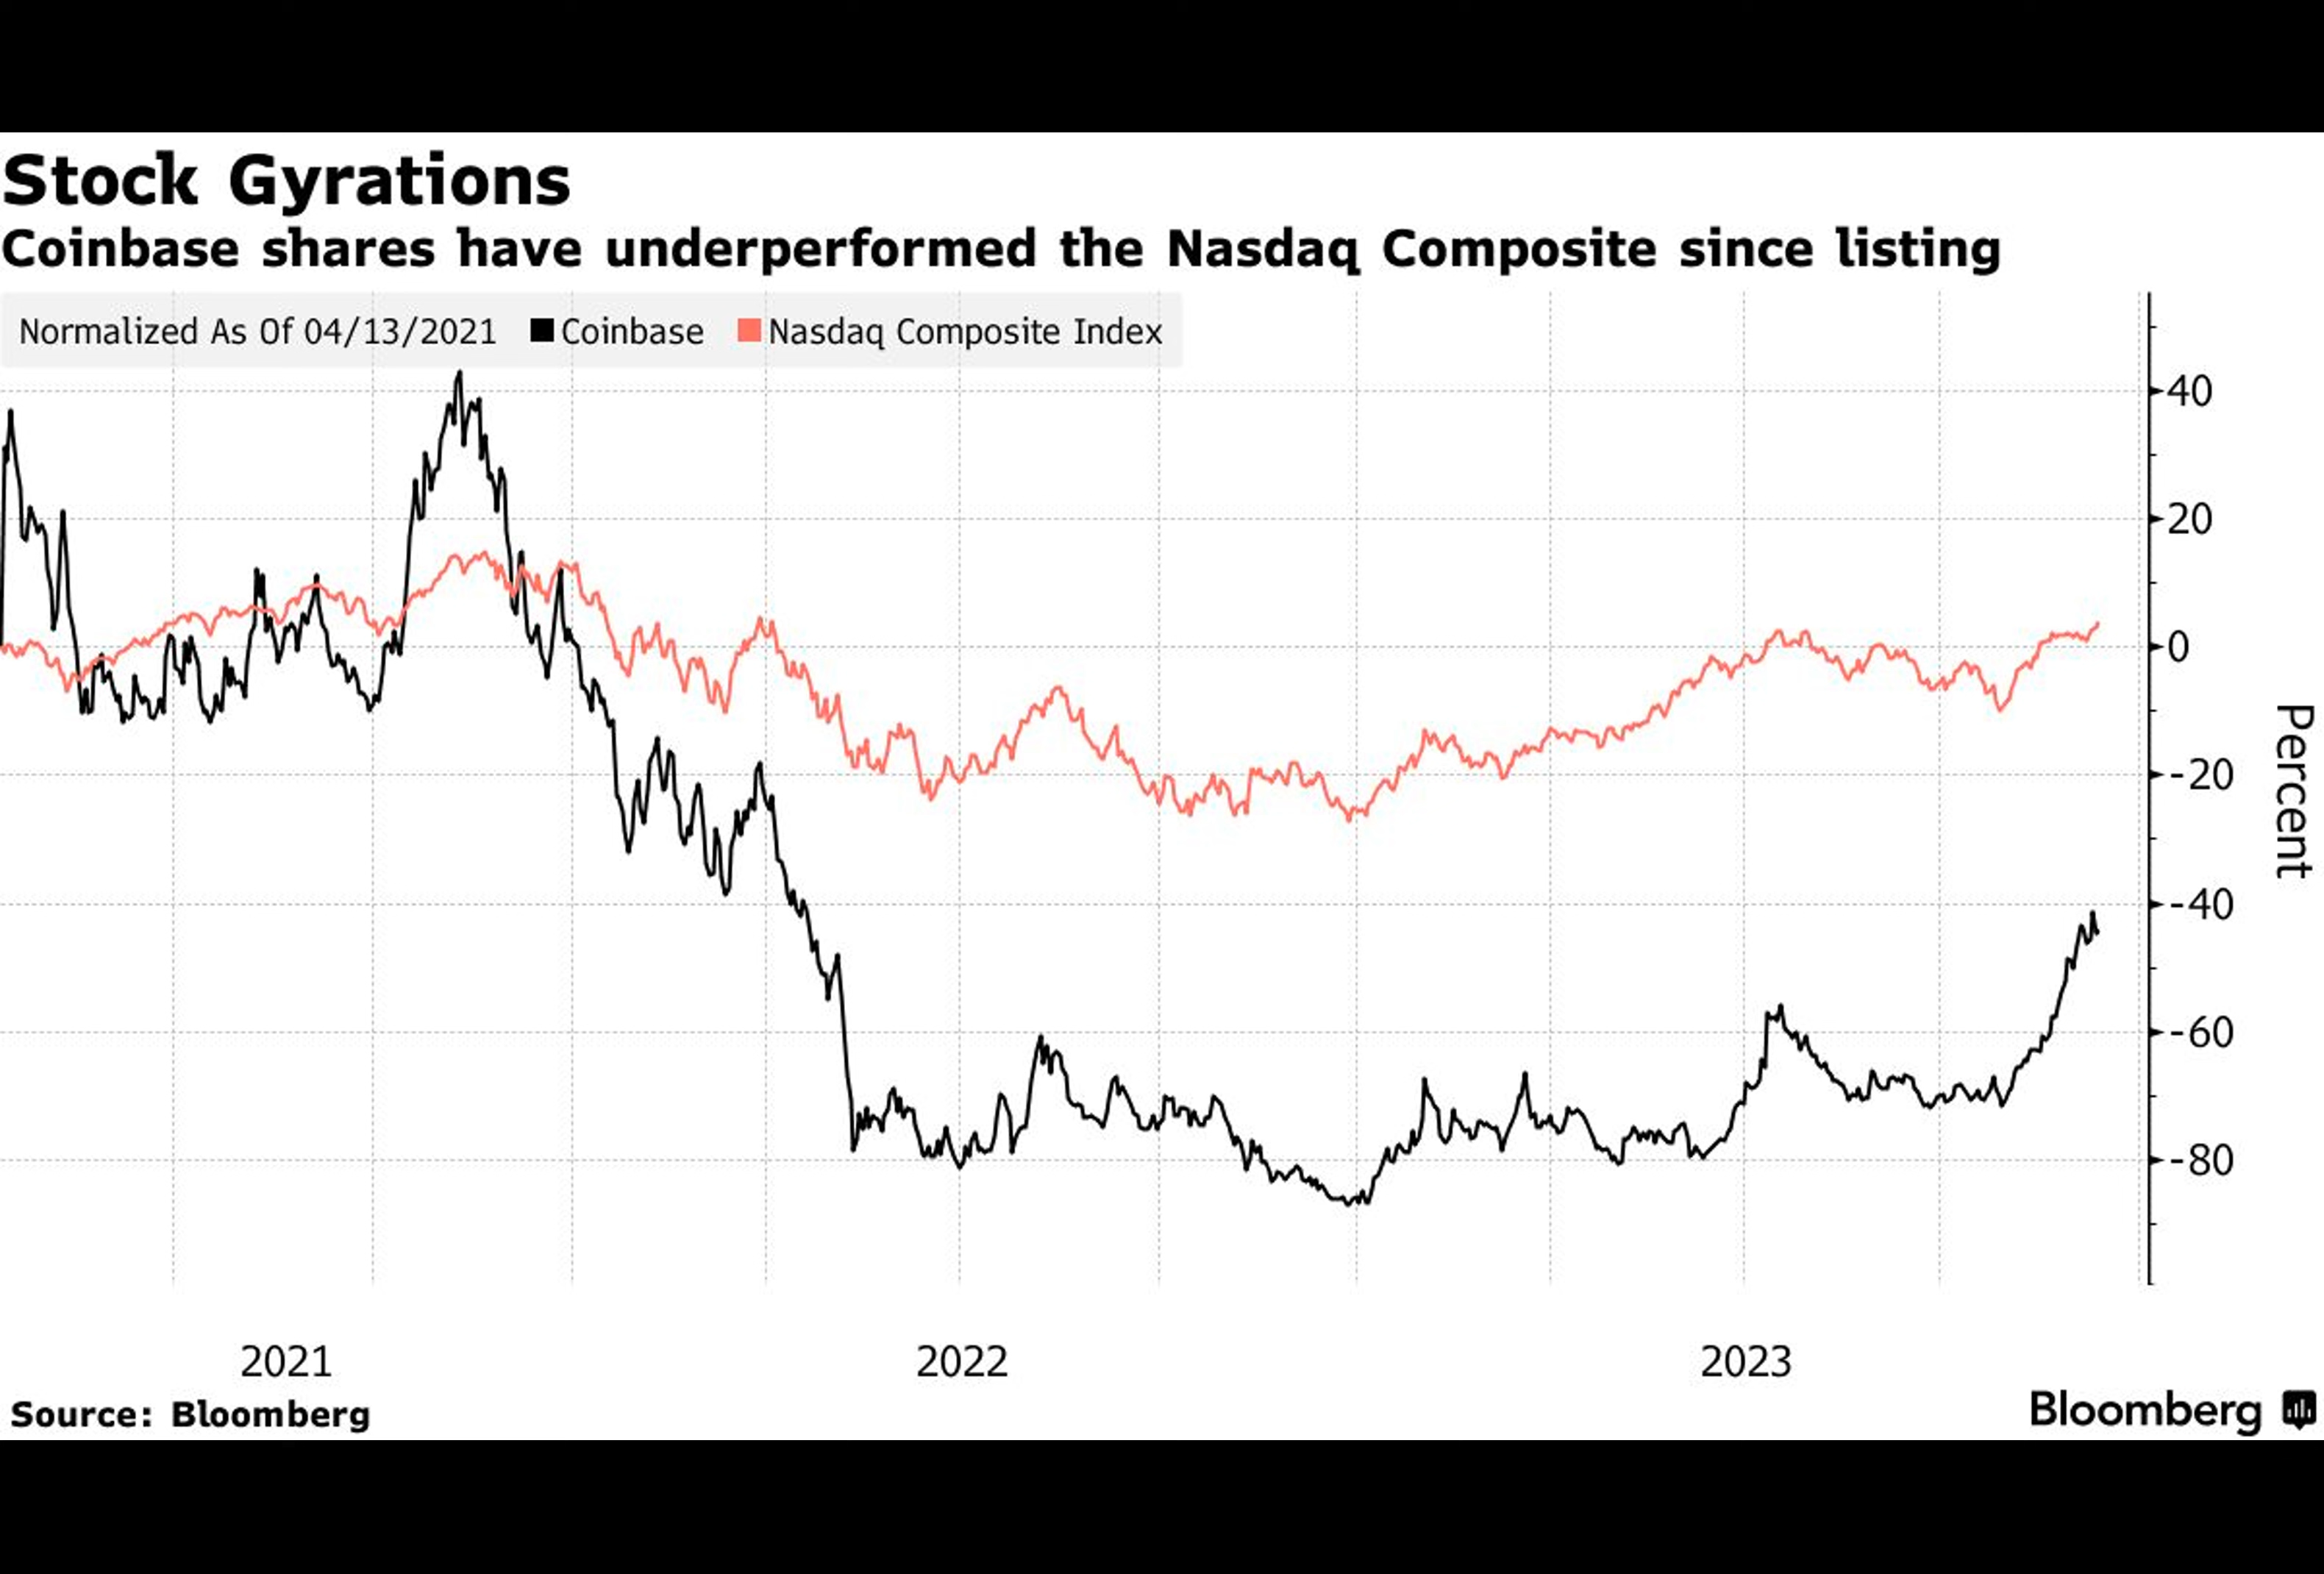 Stock Gyrations
Coinbase shares have underperformed the Nasdaq Composite since listing
Normalized As Of 04/13/2021 Coinbase Nasdaq Composite Index
40
20
0
-20
-40
-60
-80
Percent
2021 2022 2023
Source: Bloomberg
Bloomberg